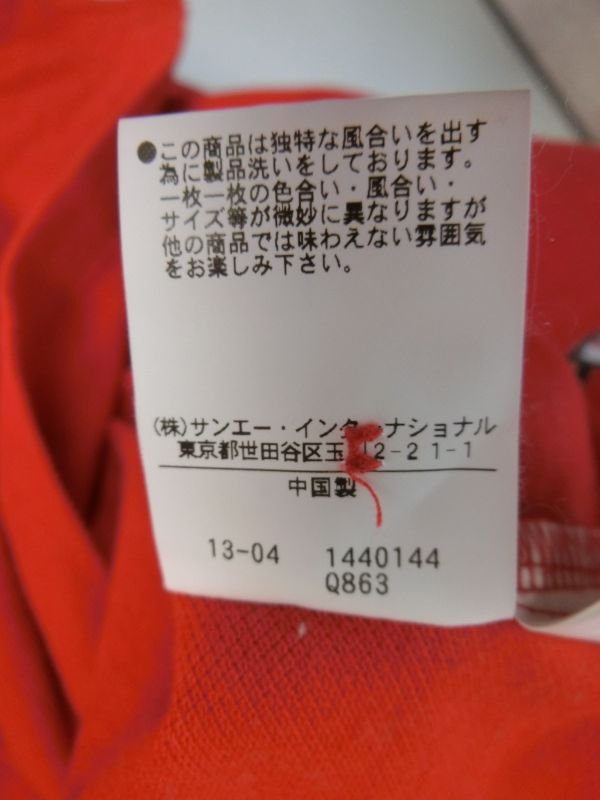 ●この商品は独特な風合いを出す
為に製品洗いをしております。
一枚一枚の色合い・風合い・
サイズ等が微妙に異なりますが
他の商品では味わえない雰囲気
をお楽しみ下さい。
(株)サンエー・インターナショナル
東京都世田谷区玉 2-21-1
中国製
13-04 1440144
Q863